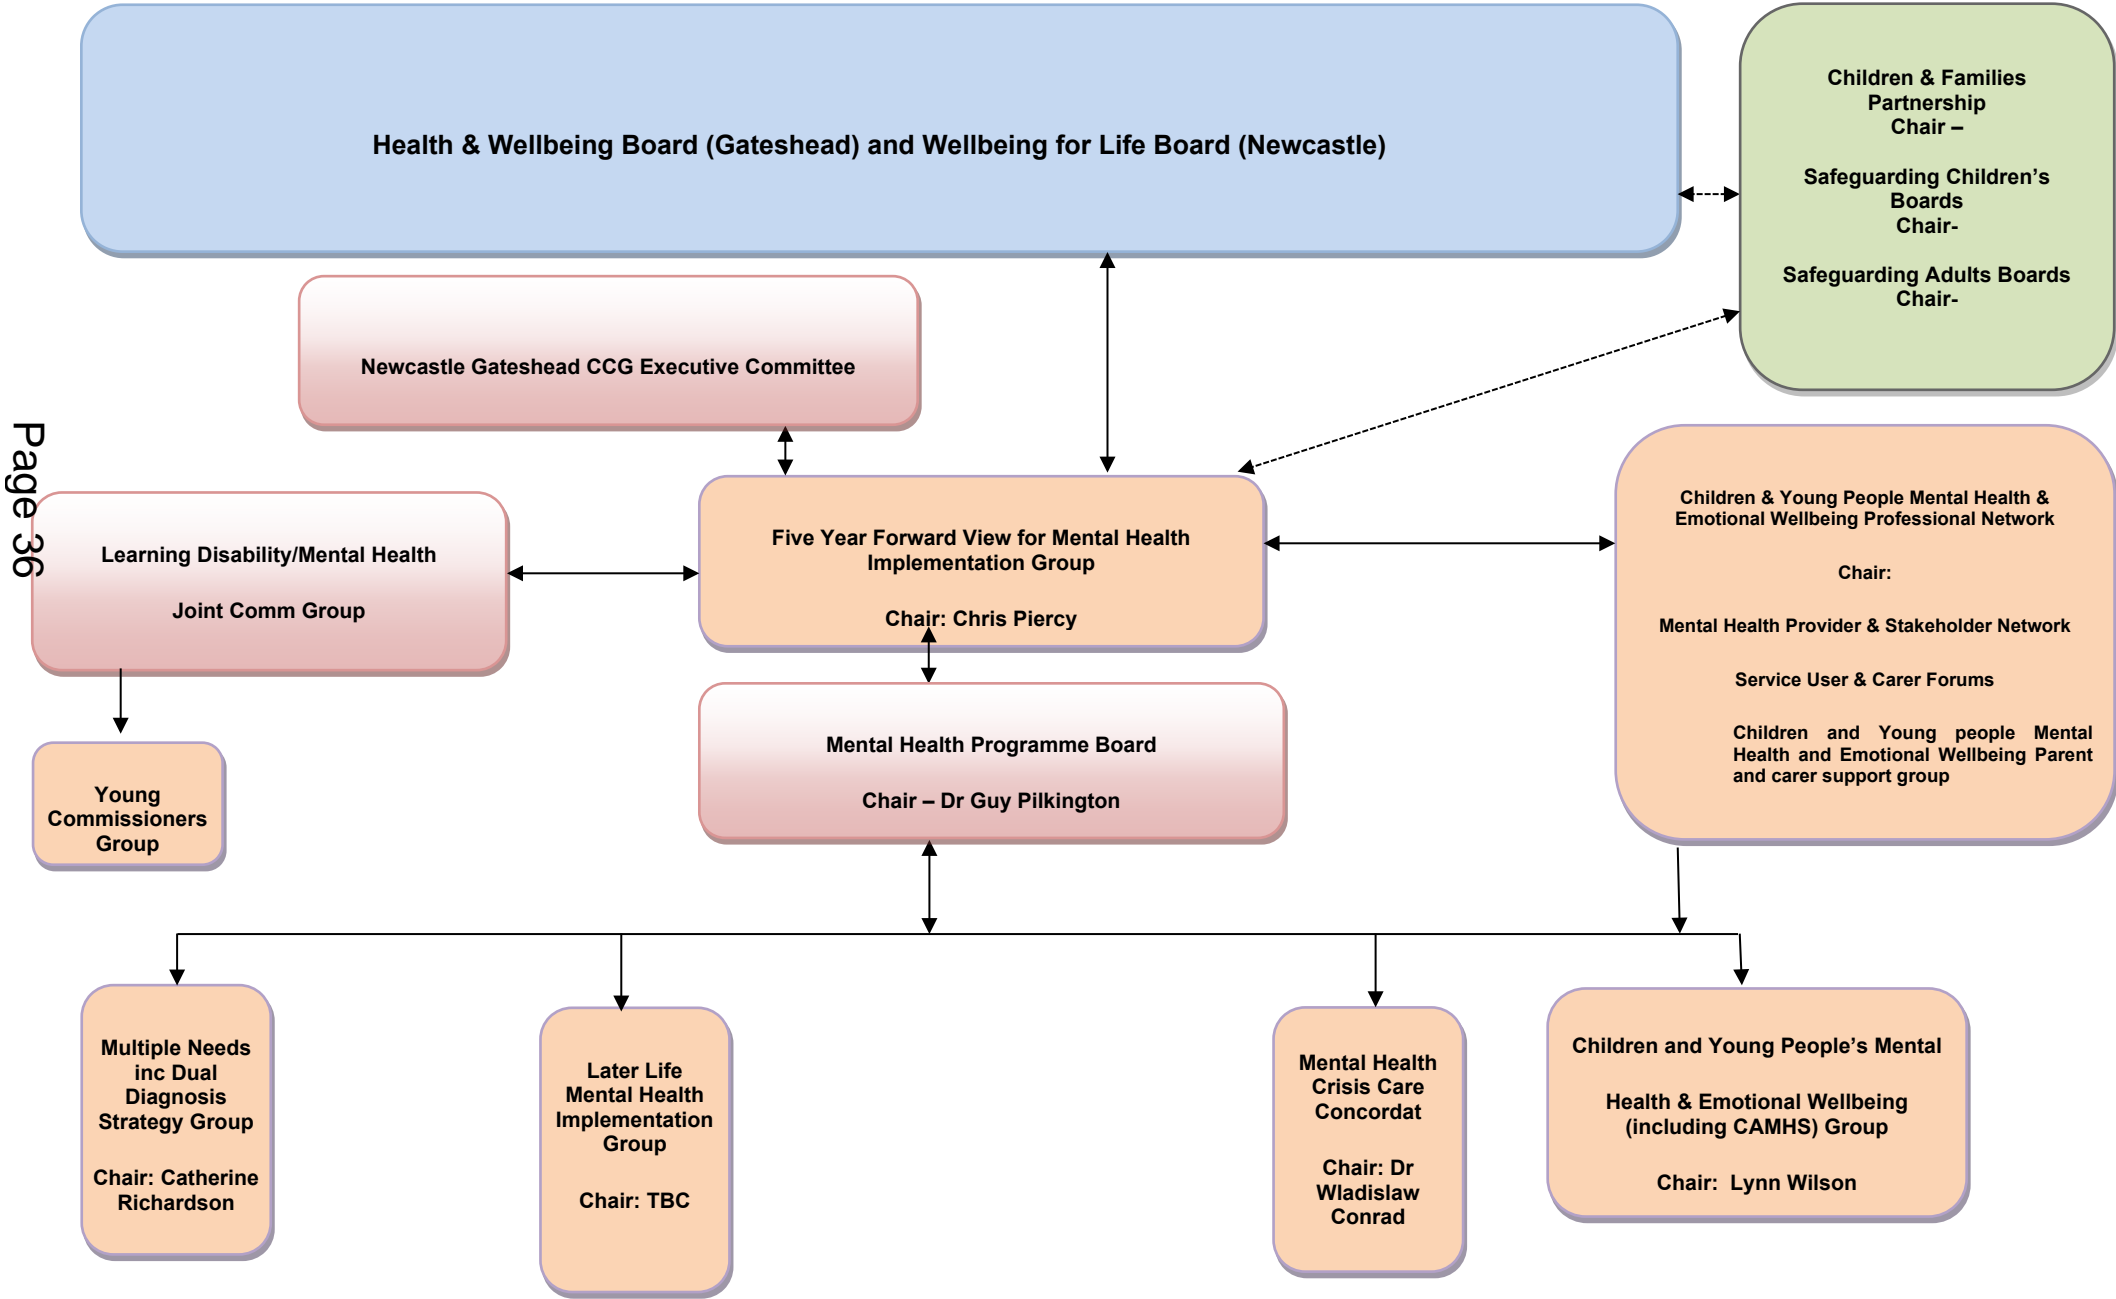 Health & Wellbeing Board (Gateshead) and Wellbeing for Life Board (Newcastle)
Children & Families
Partnership
Chair –
Safeguarding Children’s
Boards
Chair-
Safeguarding Adults Boards
Chair-
Newcastle Gateshead CCG Executive Committee
Page 36
Learning Disability/Mental Health
Joint Comm Group
Five Year Forward View for Mental Health
Implementation Group
Chair: Chris Piercy
Children & Young People Mental Health &
Emotional Wellbeing Professional Network
Chair:
Mental Health Provider & Stakeholder Network
Service User & Carer Forums
Children and Young people Mental
Health and Emotional Wellbeing Parent
and carer support group
Young
Commissioners
Group
Mental Health Programme Board
Chair – Dr Guy Pilkington
Multiple Needs
inc Dual
Diagnosis
Strategy Group
Chair: Catherine
Richardson
Later Life
Mental Health
Implementation
Group
Chair: TBC
Mental Health
Crisis Care
Concordat
Chair: Dr
Wladislaw
Conrad
Children and Young People’s Mental
Health & Emotional Wellbeing
(including CAMHS) Group
Chair: Lynn Wilson